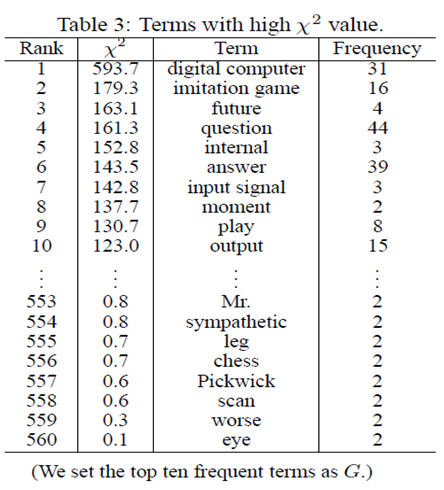 Table 3: Terms with high χ² value.
Rank χ² Term Frequency
1 593.7 digital computer 31
2 179.3 imitation game 16
3 163.1 future 4
4 161.3 question 44
5 152.8 internal 3
6 143.5 answer 39
7 142.8 input signal 3
8 137.7 moment 2
9 130.7 play 8
10 123.0 output 15
⋮ ⋮ ⋮ ⋮
553 0.8 Mr. 2
554 0.8 sympathetic 2
555 0.7 leg 2
556 0.7 chess 2
557 0.6 Pickwick 2
558 0.6 scan 2
559 0.3 worse 2
560 0.1 eye 2
(We set the top ten frequent terms as G.)